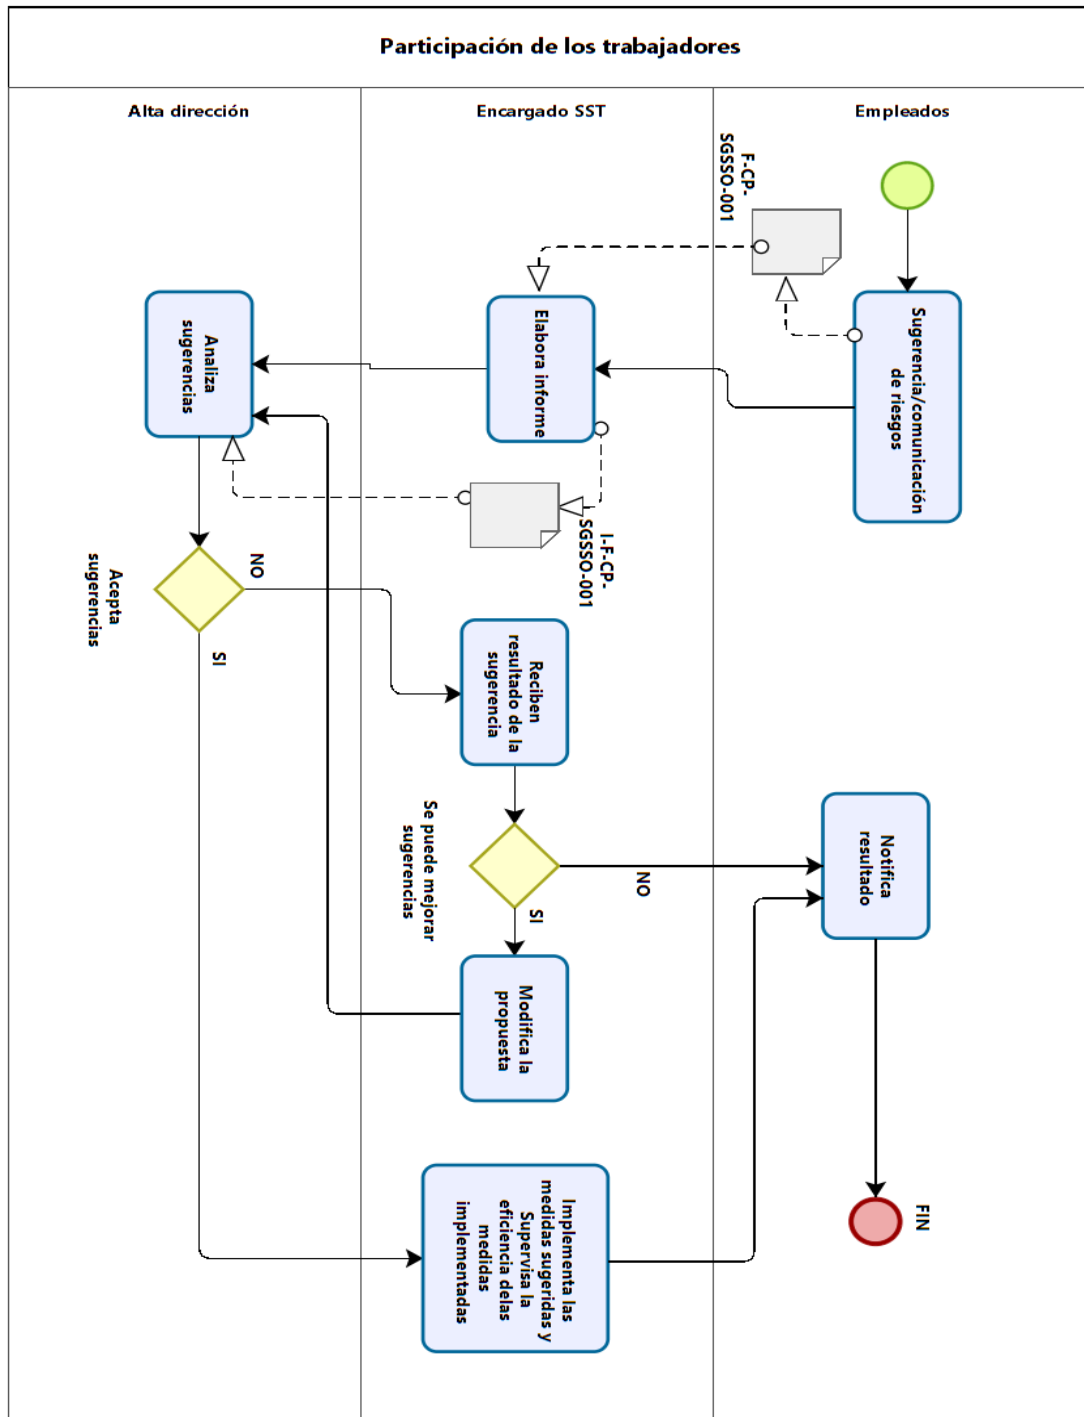 Participación de los trabajadores
Alta dirección
Encargado SST
Empleados
F-CP-
SGSSO-001
Sugerencia/comunicación
de riesgos
Elabora informe
I-F-CP-
SGSSO-001
Analiza
sugerencias
Acepta
sugerencias
NO
SI
Reciben
resultado de la
sugerencia
Se puede mejorar
sugerencias
NO
SI
Modifica la
propuesta
Notifica
resultado
Implementa las
medidas sugeridas y
Supervisa la
eficiencia delas
medidas
implementadas
FIN